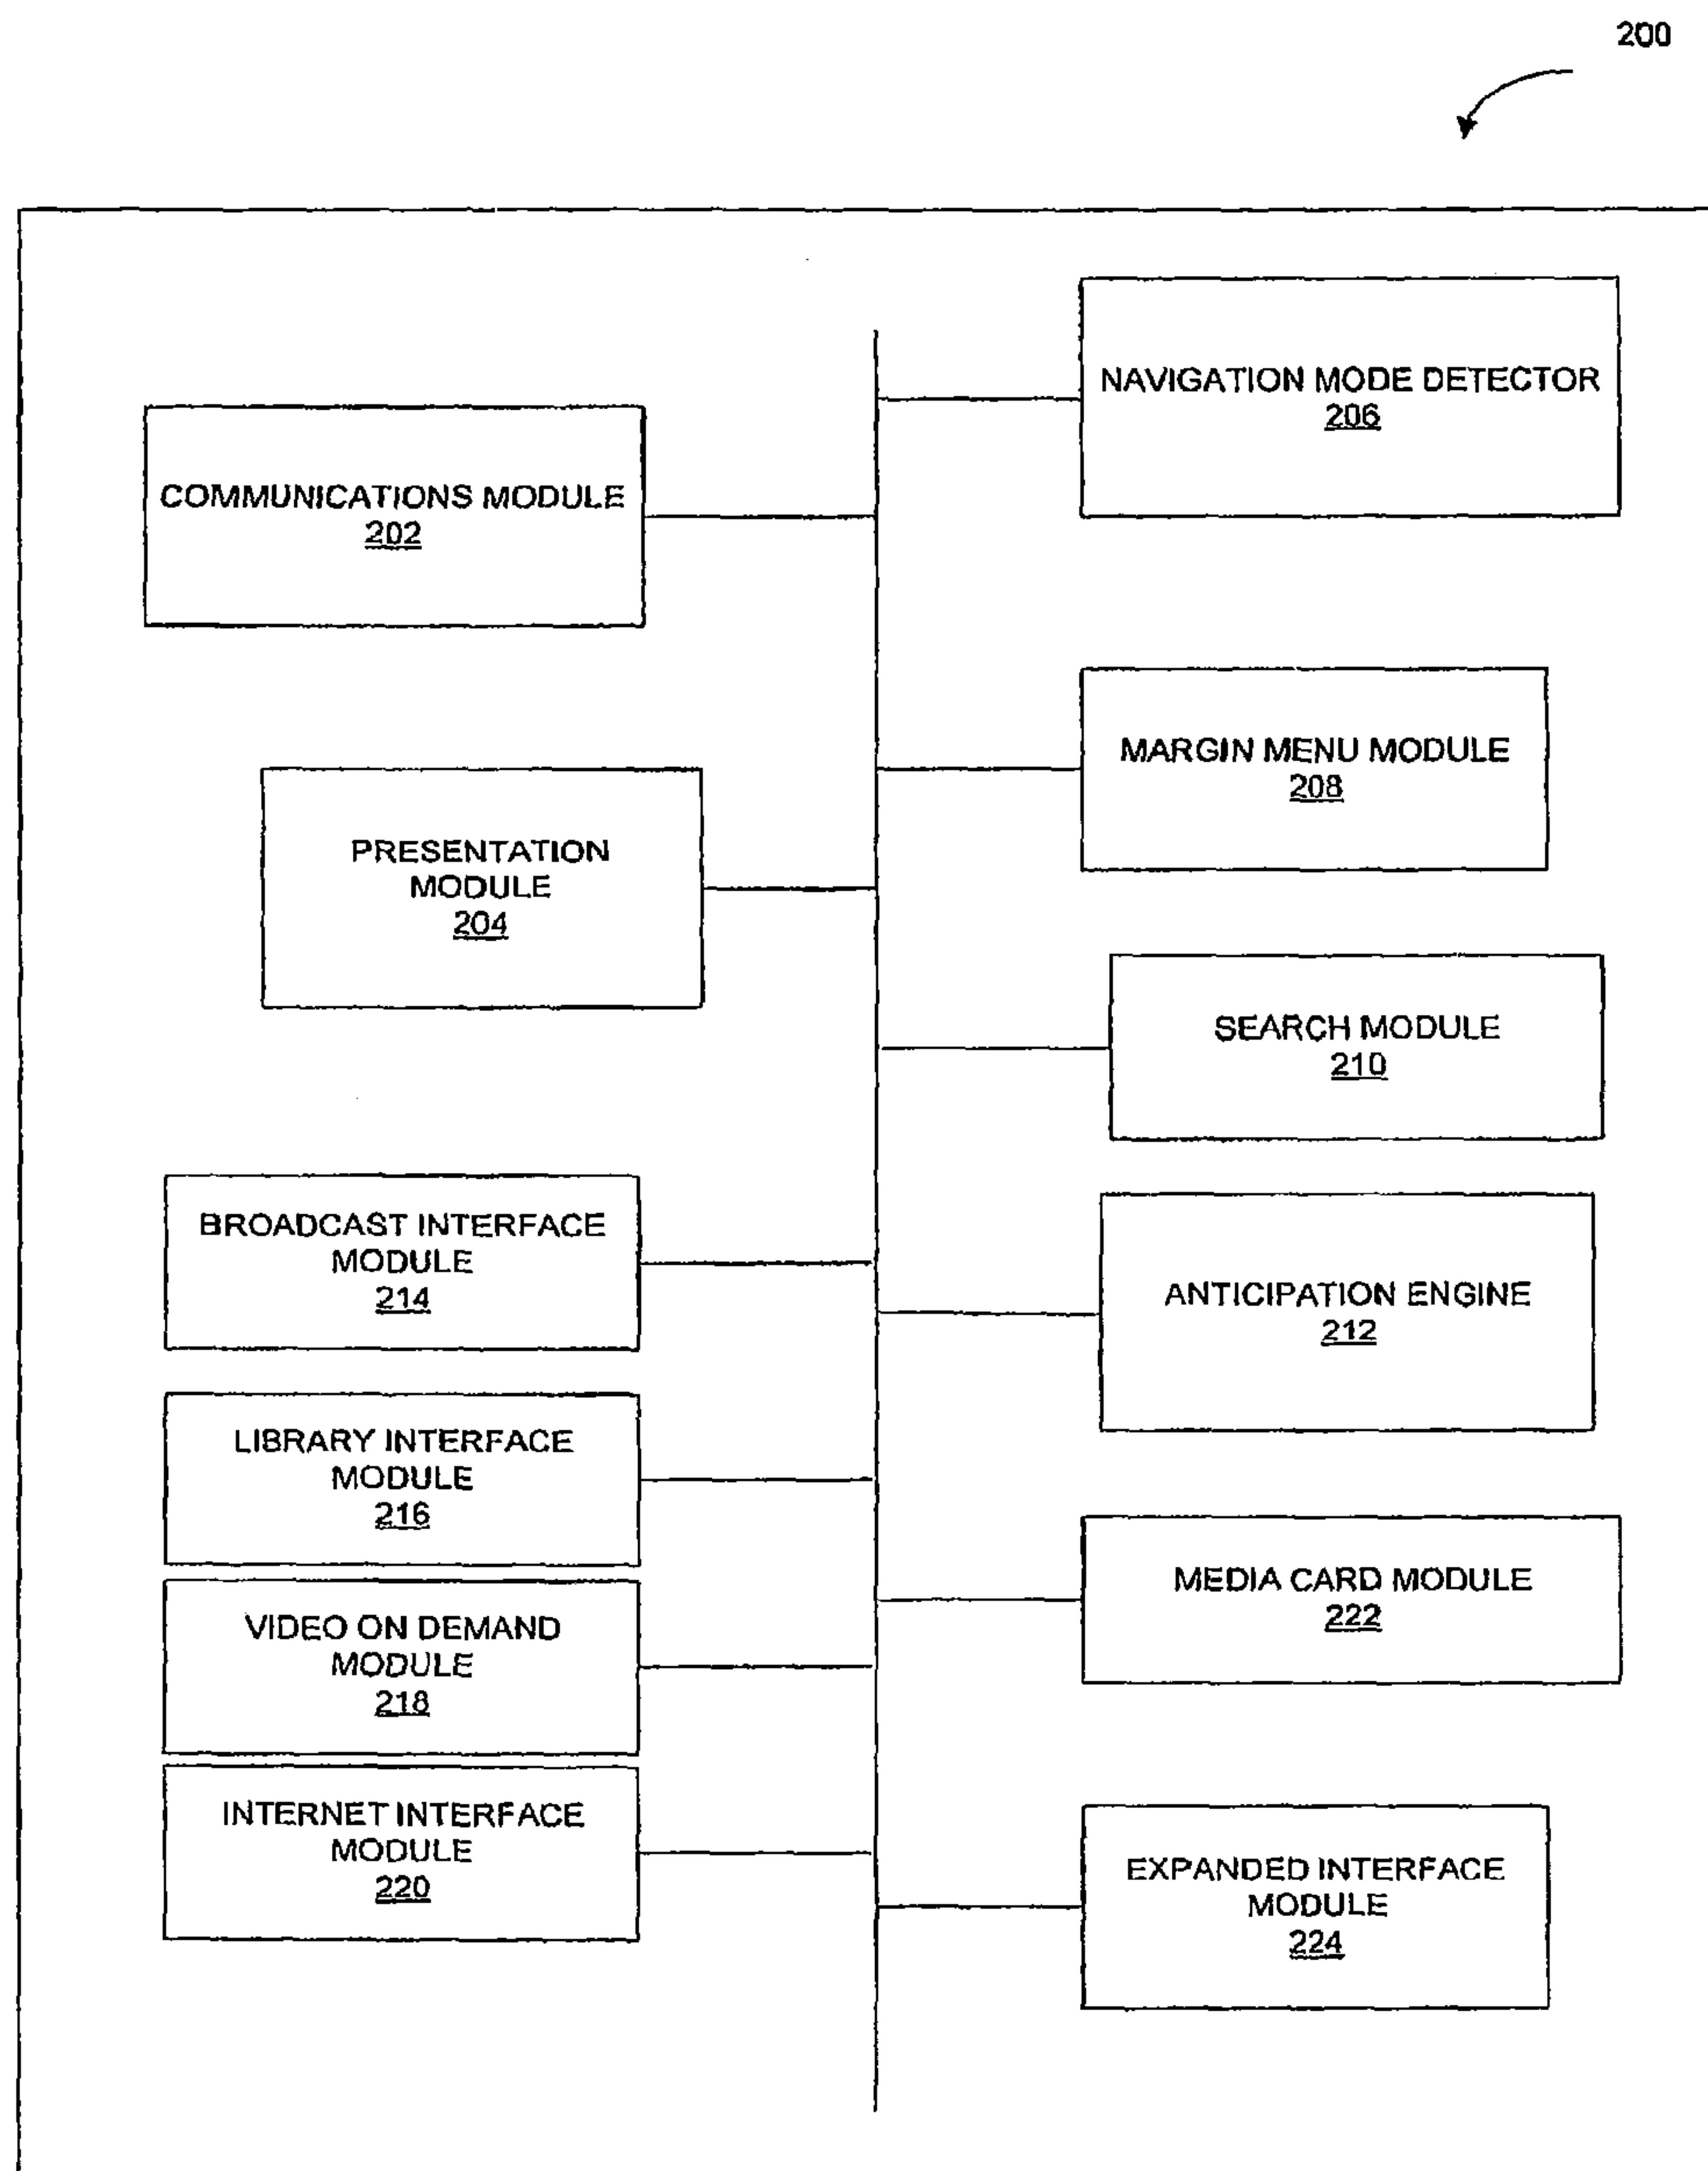 200
NAVIGATION MODE DETECTOR
206
COMMUNICATIONS MODULE
202
MARGIN MENU MODULE
208
PRESENTATION
MODULE
204
SEARCH MODULE
210
BROADCAST INTERFACE
MODULE
214
ANTICIPATION ENGINE
212
LIBRARY INTERFACE
MODULE
216
MEDIA CARD MODULE
222
VIDEO ON DEMAND
MODULE
218
INTERNET INTERFACE
MODULE
220
EXPANDED INTERFACE
MODULE
224